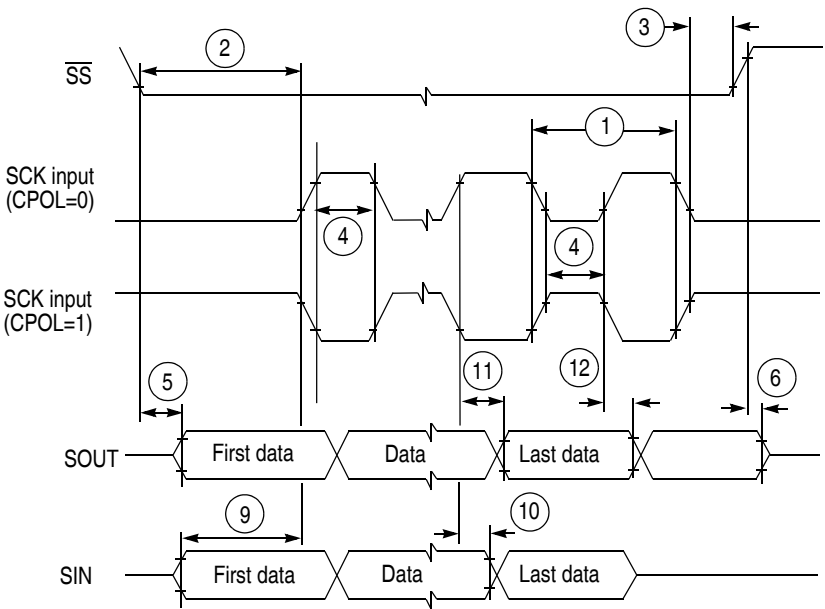 2
3
SS
1
SCK input
(CPOL=0)
4
4
SCK input
(CPOL=1)
5
11
12
6
SOUT
First data
Data
Last data
9
10
SIN
First data
Data
Last data